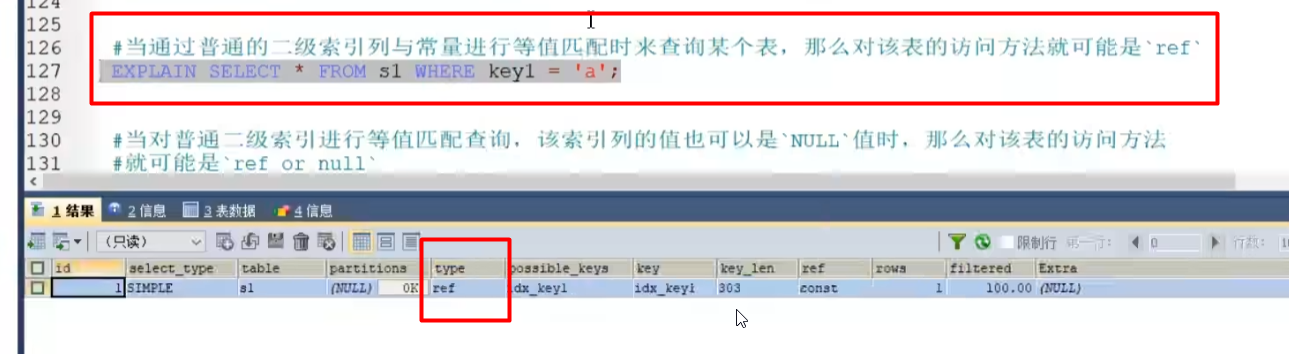 124
125
126 #当通过普通的二级索引列与常量进行等值匹配时来查询某个表，那么对该表的访问方法就可能是`ref`
127 EXPLAIN SELECT * FROM s1 WHERE key1 = 'a';
128
129
130 #当对普通二级索引进行等值匹配查询，该索引列的值也可以是`NULL`值时，那么对该表的访问方法
131 #就可能是`ref or null`
1 结果 2 信息 3 表数据 4 信息
(只读) 限制行 第一行: 0 行数:
id select_type table partitions type possible_keys key key_len ref rows filtered Extra
1 SIMPLE s1 (NULL) 0K ref idx_key1 idx_key1 303 const 1 100.00 (NULL)